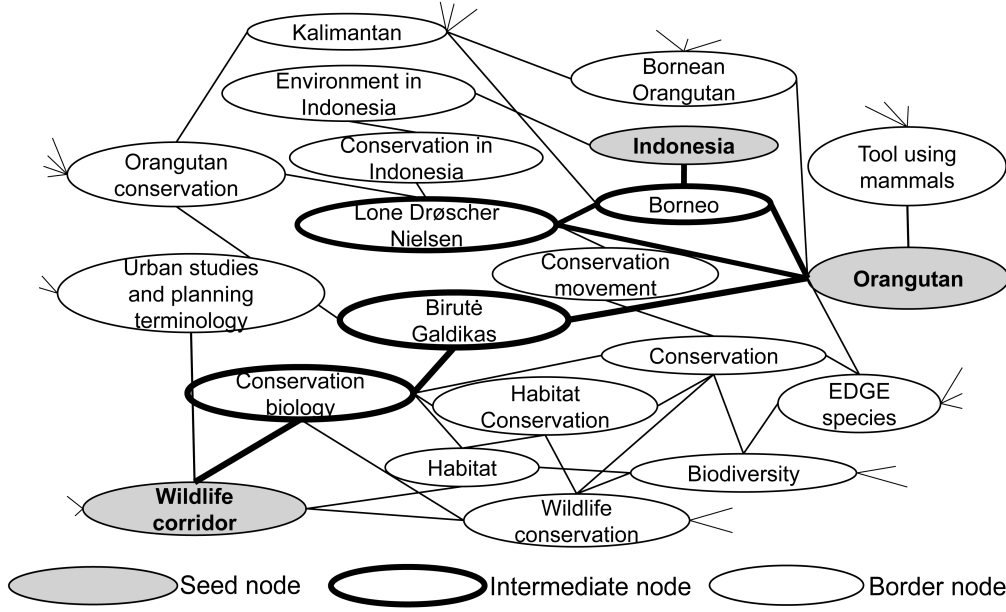 Kalimantan
Environment in
Indonesia
Bornean
Orangutan
Indonesia
Tool using
mammals
Orangutan
conservation
Conservation in
Indonesia
Lone Drøscher
Nielsen
Borneo
Urban studies
and planning
terminology
Conservation
movement
Orangutan
Birutė
Galdikas
Conservation
Conservation
biology
Habitat
Conservation
EDGE
species
Habitat
Biodiversity
Wildlife
corridor
Wildlife
conservation
Seed node
Intermediate node
Border node